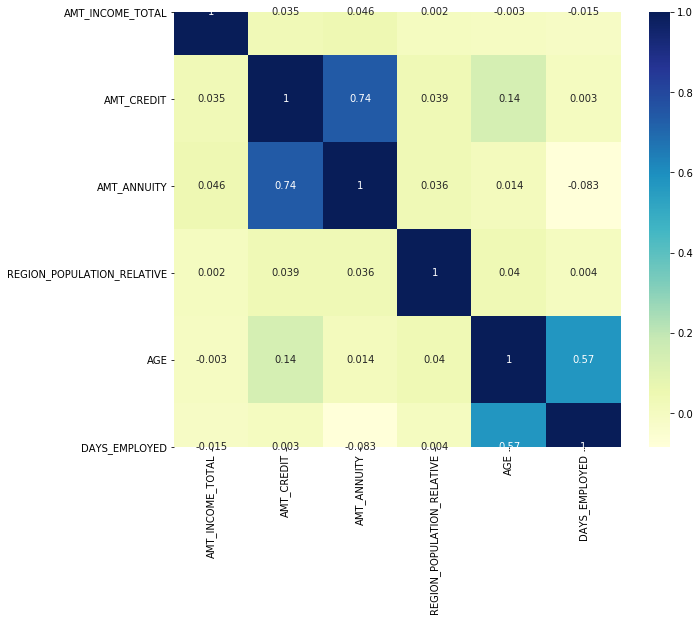 AMT_INCOME_TOTAL 1 0.035 0.046 0.002 -0.003 -0.015
AMT_CREDIT 0.035 1 0.74 0.039 0.14 0.003
AMT_ANNUITY 0.046 0.74 1 0.036 0.014 -0.083
REGION_POPULATION_RELATIVE 0.002 0.039 0.036 1 0.04 0.004
AGE -0.003 0.14 0.014 0.04 1 0.57
DAYS_EMPLOYED -0.015 0.003 -0.083 0.004 0.57 1
AMT_INCOME_TOTAL
AMT_CREDIT
AMT_ANNUITY
REGION_POPULATION_RELATIVE
AGE
DAYS_EMPLOYED
1.0
0.8
0.6
0.4
0.2
0.0